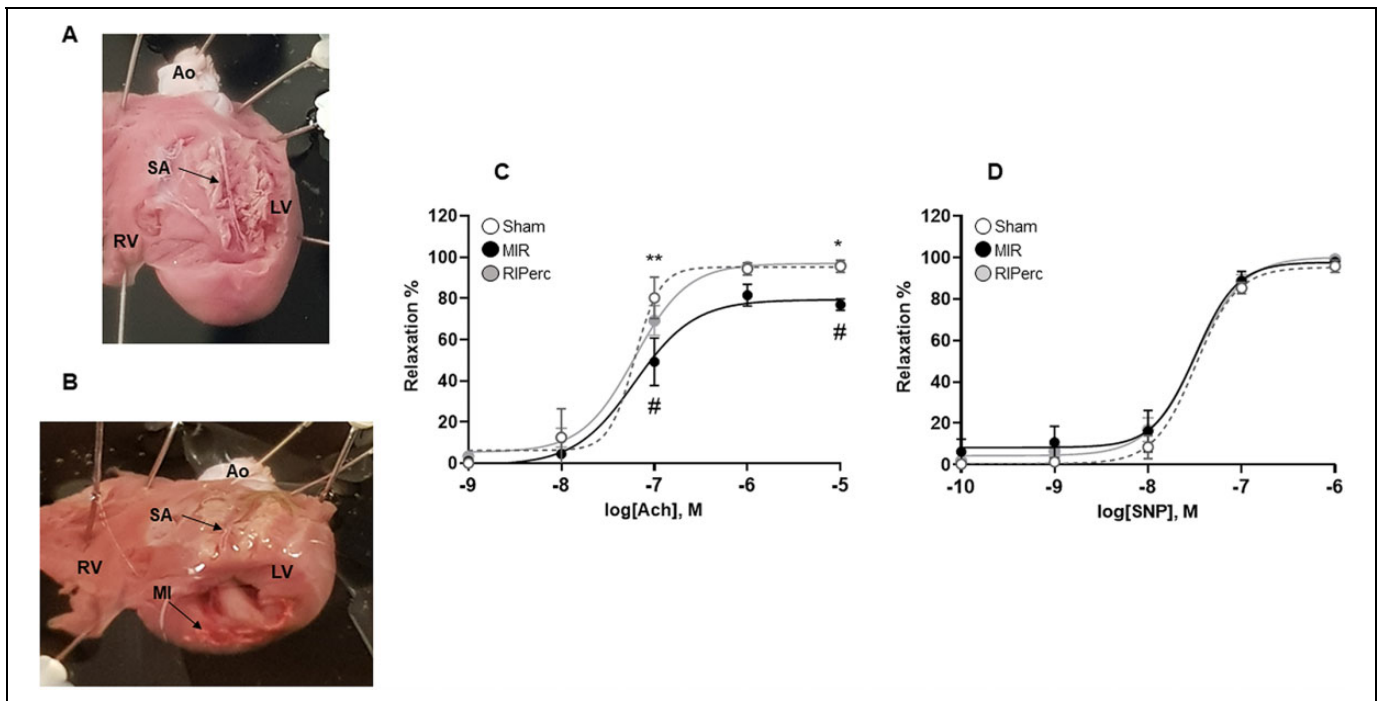 A
Ao
SA
LV
RV
B
Ao
SA
RV
LV
MI
C
120
100
80
60
40
20
0
Relaxation %
Sham
MIR
RIPerc
**
*
#
#
-9
-8
-7
-6
-5
log[Ach], M
D
120
100
80
60
40
20
0
Relaxation %
Sham
MIR
RIPerc
-10
-9
-8
-7
-6
log[SNP], M